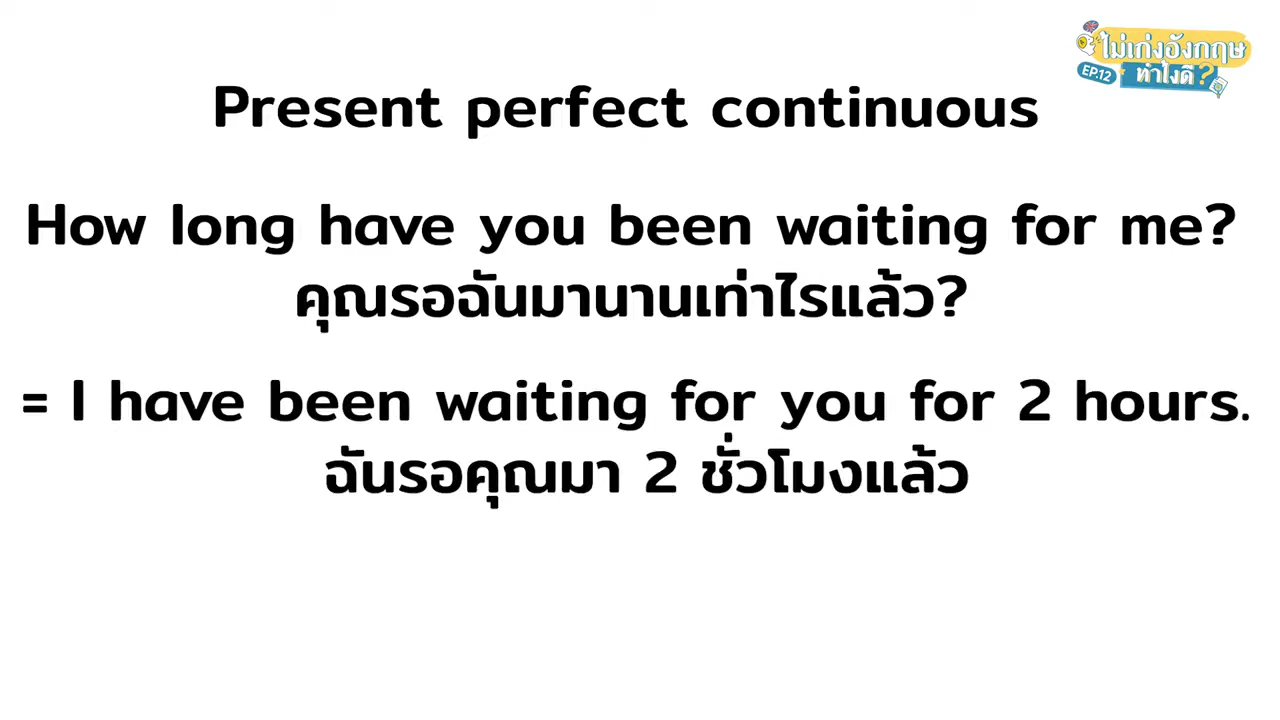 ไม่เก่งอังกฤษ
EP.12 ทำไงดี?
Present perfect continuous
How long have you been waiting for me?
คุณรอฉันมานานเท่าไรแล้ว?
= I have been waiting for you for 2 hours.
ฉันรอคุณมา 2 ชั่วโมงแล้ว